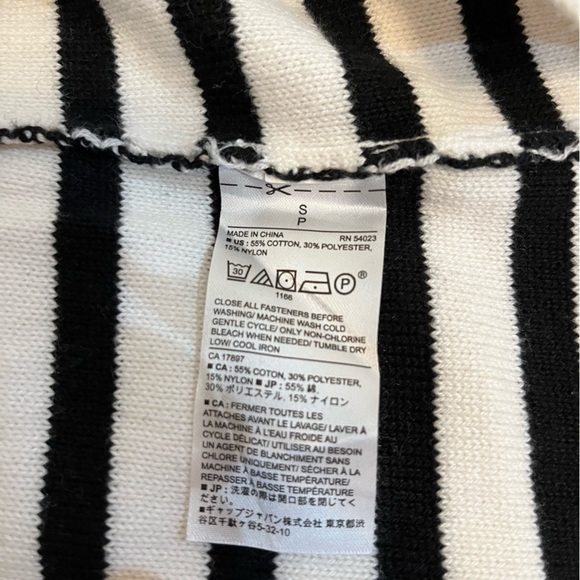 S
P
MADE IN CHINA RN 54023
■ US : 55% COTTON, 30% POLYESTER,
15% NYLON
30 P ®
1166
CLOSE ALL FASTENERS BEFORE
WASHING/ MACHINE WASH COLD
GENTLE CYCLE/ ONLY NON-CHLORINE
BLEACH WHEN NEEDED/ TUMBLE DRY
LOW/ COOL IRON
CA 17897
■ CA : 55% COTON, 30% POLYESTER,
15% NYLON ■ JP : 55% 綿,
30% ポリエステル, 15% ナイロン
■ CA : FERMER TOUTES LES
ATTACHES AVANT LE LAVAGE/ LAVER À
LA MACHINE À L'EAU FROIDE AU
CYCLE DÉLICAT/ UTILISER AU BESOIN
UN AGENT DE BLANCHIMENT SANS
CHLORE UNIQUEMENT/ SÉCHER À LA
MACHINE À BASSE TEMPÉRATURE/
REPASSER À BASSE TEMPÉRATURE
■ JP : 洗濯の際は開口部を閉じてく
ださい。
■ギャップジャパン株式会社 東京都渋
谷区千駄ヶ谷5-32-10